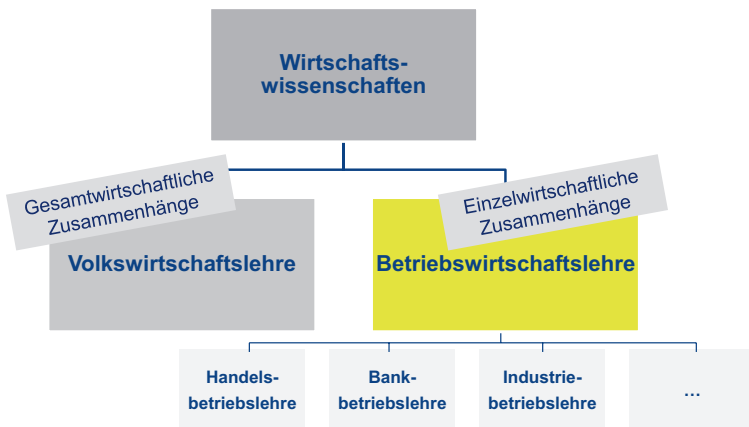 Wirtschafts-
wissenschaften
Gesamtwirtschaftliche
Zusammenhänge
Einzelwirtschaftliche
Zusammenhänge
Volkswirtschaftslehre
Betriebswirtschaftslehre
Handels-
betriebslehre
Bank-
betriebslehre
Industrie-
betriebslehre
...